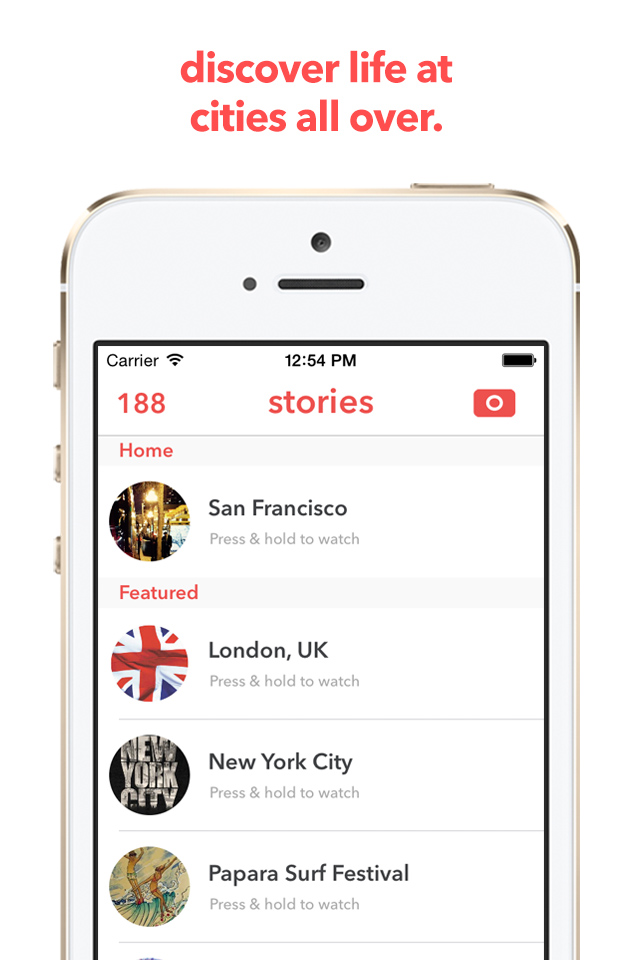 discover life at
cities all over.
Carrier 12:54 PM
188 stories
Home
San Francisco
Press & hold to watch
Featured
London, UK
Press & hold to watch
NEW
YORK
CITY
New York City
Press & hold to watch
Papara Surf Festival
Press & hold to watch